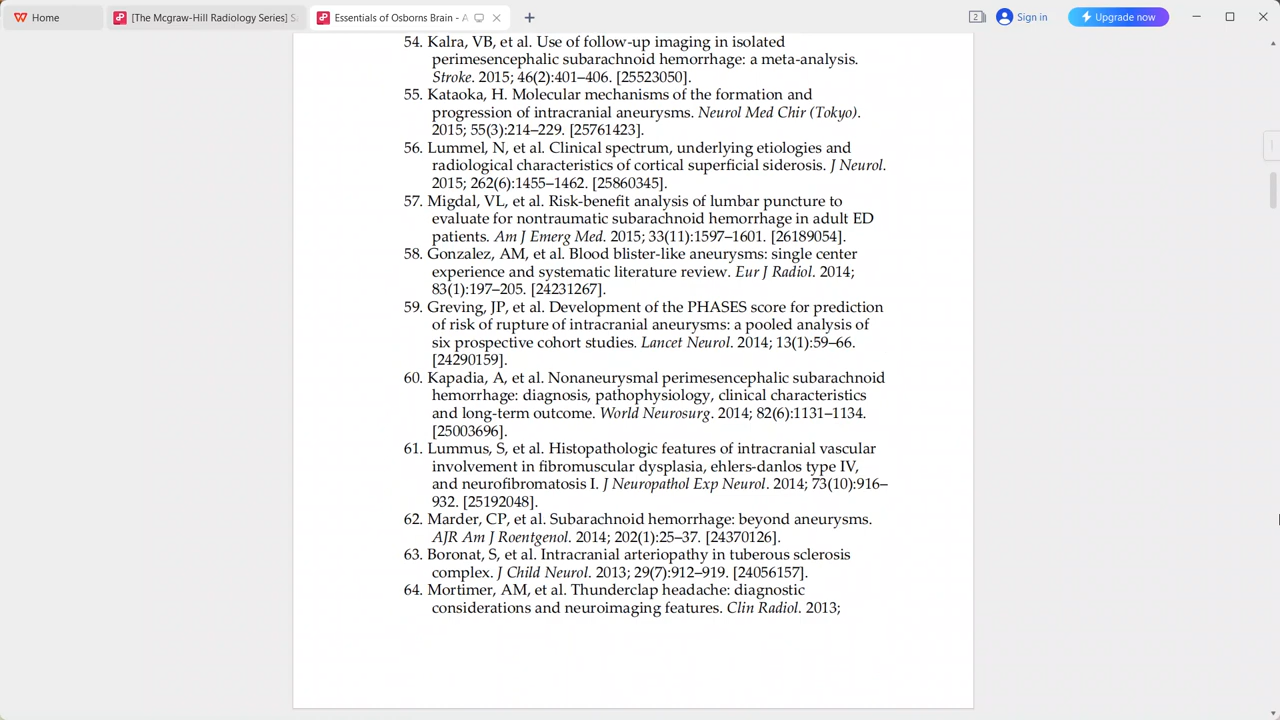 Home
[The Mcgraw-Hill Radiology Series] S
Essentials of Osborns Brain - A
2
Sign in
Upgrade now
54. Kalra, VB, et al. Use of follow-up imaging in isolated
perimesencephalic subarachnoid hemorrhage: a meta-analysis.
Stroke. 2015; 46(2):401–406. [25523050].
55. Kataoka, H. Molecular mechanisms of the formation and
progression of intracranial aneurysms. Neurol Med Chir (Tokyo).
2015; 55(3):214–229. [25761423].
56. Lummel, N, et al. Clinical spectrum, underlying etiologies and
radiological characteristics of cortical superficial siderosis. J Neurol.
2015; 262(6):1455–1462. [25860345].
57. Migdal, VL, et al. Risk-benefit analysis of lumbar puncture to
evaluate for nontraumatic subarachnoid hemorrhage in adult ED
patients. Am J Emerg Med. 2015; 33(11):1597–1601. [26189054].
58. Gonzalez, AM, et al. Blood blister-like aneurysms: single center
experience and systematic literature review. Eur J Radiol. 2014;
83(1):197–205. [24231267].
59. Greving, JP, et al. Development of the PHASES score for prediction
of risk of rupture of intracranial aneurysms: a pooled analysis of
six prospective cohort studies. Lancet Neurol. 2014; 13(1):59–66.
[24290159].
60. Kapadia, A, et al. Nonaneurysmal perimesencephalic subarachnoid
hemorrhage: diagnosis, pathophysiology, clinical characteristics
and long-term outcome. World Neurosurg. 2014; 82(6):1131–1134.
[25003696].
61. Lummus, S, et al. Histopathologic features of intracranial vascular
involvement in fibromuscular dysplasia, ehlers-danlos type IV,
and neurofibromatosis I. J Neuropathol Exp Neurol. 2014; 73(10):916–
932. [25192048].
62. Marder, CP, et al. Subarachnoid hemorrhage: beyond aneurysms.
AJR Am J Roentgenol. 2014; 202(1):25–37. [24370126].
63. Boronat, S, et al. Intracranial arteriopathy in tuberous sclerosis
complex. J Child Neurol. 2013; 29(7):912–919. [24056157].
64. Mortimer, AM, et al. Thunderclap headache: diagnostic
considerations and neuroimaging features. Clin Radiol. 2013;